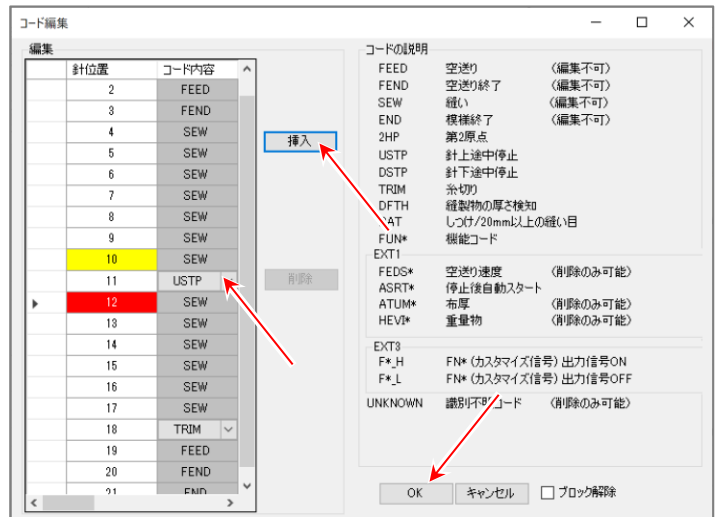 コード編集
編集
針位置 コード内容
2 FEED
3 FEND
4 SEW
5 SEW
6 SEW
7 SEW
8 SEW
9 SEW
10 SEW
11 USTP
12 SEW
13 SEW
14 SEW
15 SEW
16 SEW
17 SEW
18 TRIM
19 FEED
20 FEND
21 END
挿入
削除
コードの説明
FEED 空送り (編集不可)
FEND 空送り終了 (編集不可)
SEW 縫い (編集不可)
END 模様終了 (編集不可)
2HP 第2原点
USTP 針上途中停止
DSTP 針下途中停止
TRIM 糸切り
DFTH 縫製物の厚さ検知
しつけ/20mm以上の縫い目
FUN* 機能コード
EXT1
FEDS* 空送り速度 (削除のみ可能)
ASRT* 停止後自動スタート
ATUM* 布厚 (削除のみ可能)
HEVI* 重量物 (削除のみ可能)
EXT3
F*_H FN* (カスタマイズ信号) 出力信号ON
F*_L FN* (カスタマイズ信号) 出力信号OFF
UNKNOWN 識別不明コード (削除のみ可能)
OK キャンセル ブロック解除